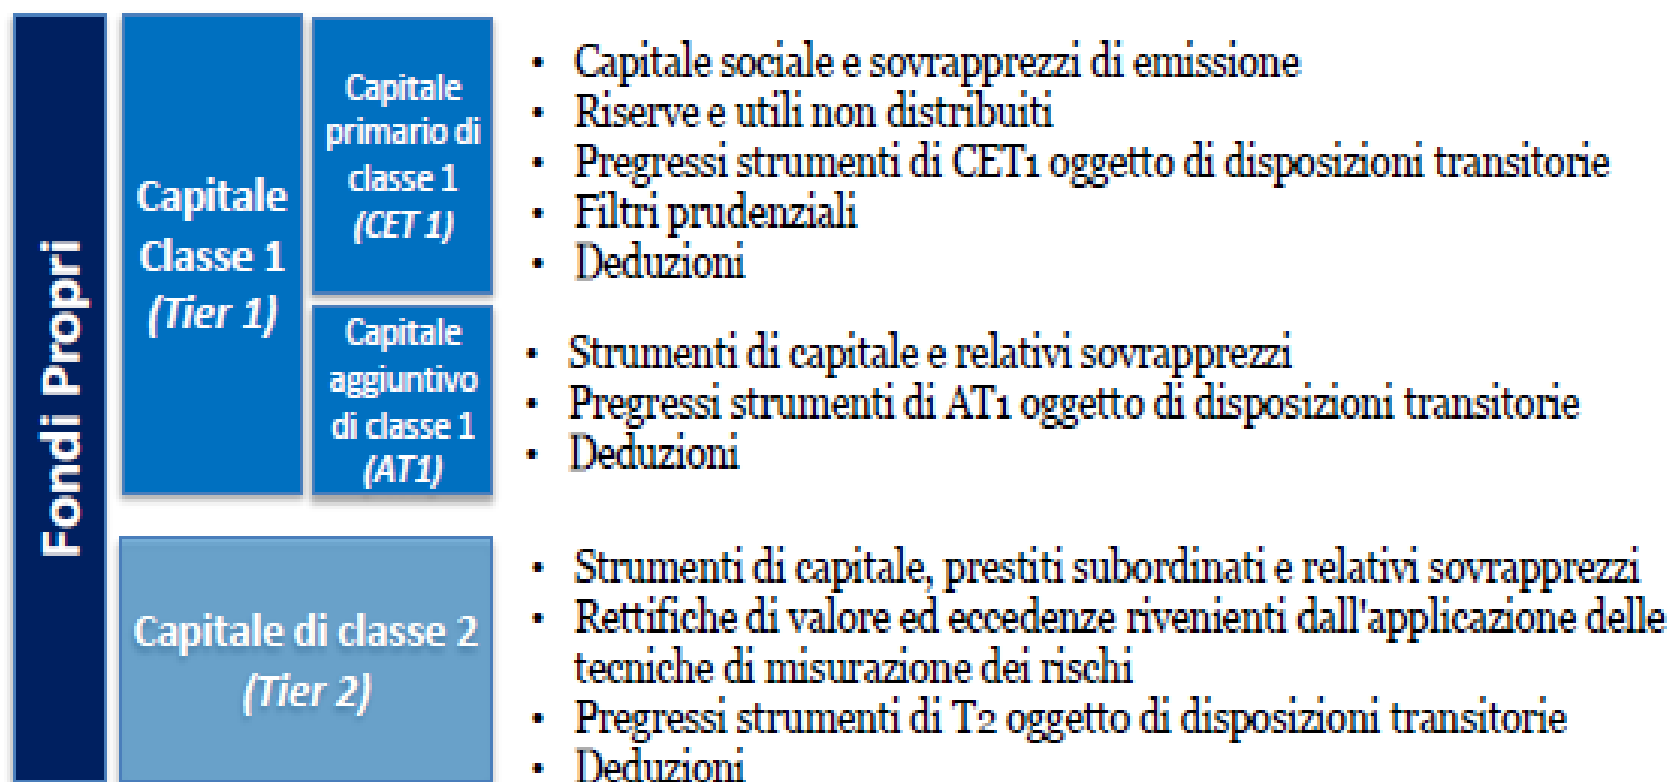 Fondi Propri
Capitale
Classe 1
(Tier 1)
Capitale
primario di
classe 1
(CET 1)
• Capitale sociale e sovrapprezzi di emissione
• Riserve e utili non distribuiti
• Pregressi strumenti di CET1 oggetto di disposizioni transitorie
• Filtri prudenziali
• Deduzioni
Capitale
aggiuntivo
di classe 1
(AT1)
• Strumenti di capitale e relativi sovrapprezzi
• Pregressi strumenti di AT1 oggetto di disposizioni transitorie
• Deduzioni
Capitale di classe 2
(Tier 2)
• Strumenti di capitale, prestiti subordinati e relativi sovrapprezzi
• Rettifiche di valore ed eccedenze rivenienti dall'applicazione delle
tecniche di misurazione dei rischi
• Pregressi strumenti di T2 oggetto di disposizioni transitorie
• Deduzioni